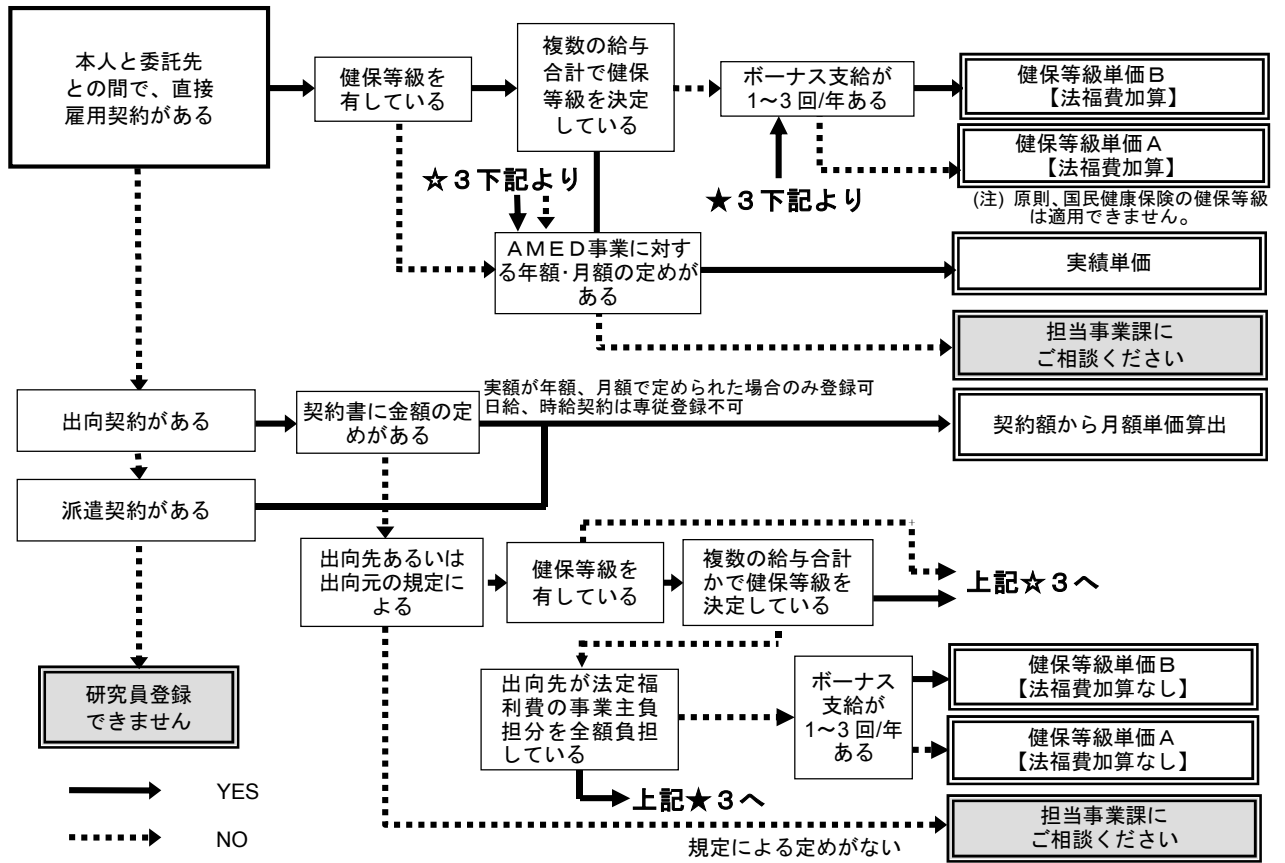 本人と委託先
との間で、直接
雇用契約がある
健保等級を
有している
複数の給与
合計で健保
等級を決定
している
ボーナス支給が
1～3 回/年ある
健保等級単価B
【法福費加算】
健保等級単価A
【法福費加算】
(注) 原則、国民健康保険の健保等級
は適用できません。
☆3下記より
★3下記より
AMED事業に対す
る年額･月額の定めが
ある
実績単価
担当事業課に
ご相談ください
出向契約がある
契約書に金額の定
めがある
実額が年額、月額で定められた場合のみ登録可
日給、時給契約は専従登録不可
契約額から月額単価算出
派遣契約がある
出向先あるいは
出向元の規定に
よる
健保等級を
有している
複数の給与合計
かで健保等級を
決定している
上記☆3へ
研究員登録
できません
出向先が法定福
利費の事業主負
担分を全額負担
している
ボーナス
支給が
1～3 回/年
ある
健保等級単価B
【法福費加算なし】
健保等級単価A
【法福費加算なし】
上記★3へ
担当事業課に
ご相談ください
規定による定めがない
YES
NO